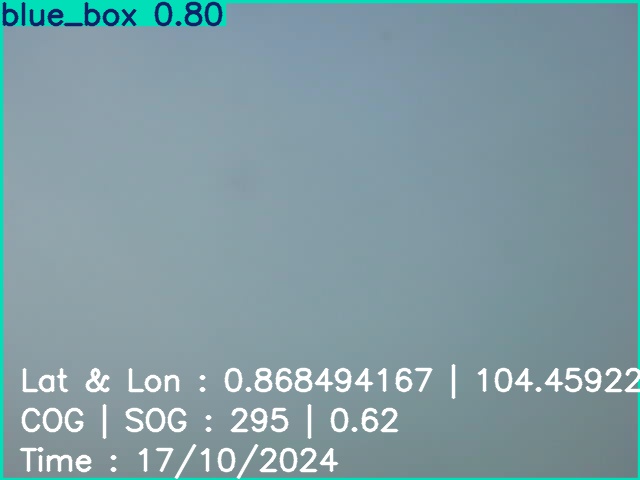 blue_box 0.80
Lat & Lon : 0.868494167 | 104.45922
COG | SOG : 295 | 0.62
Time : 17/10/2024